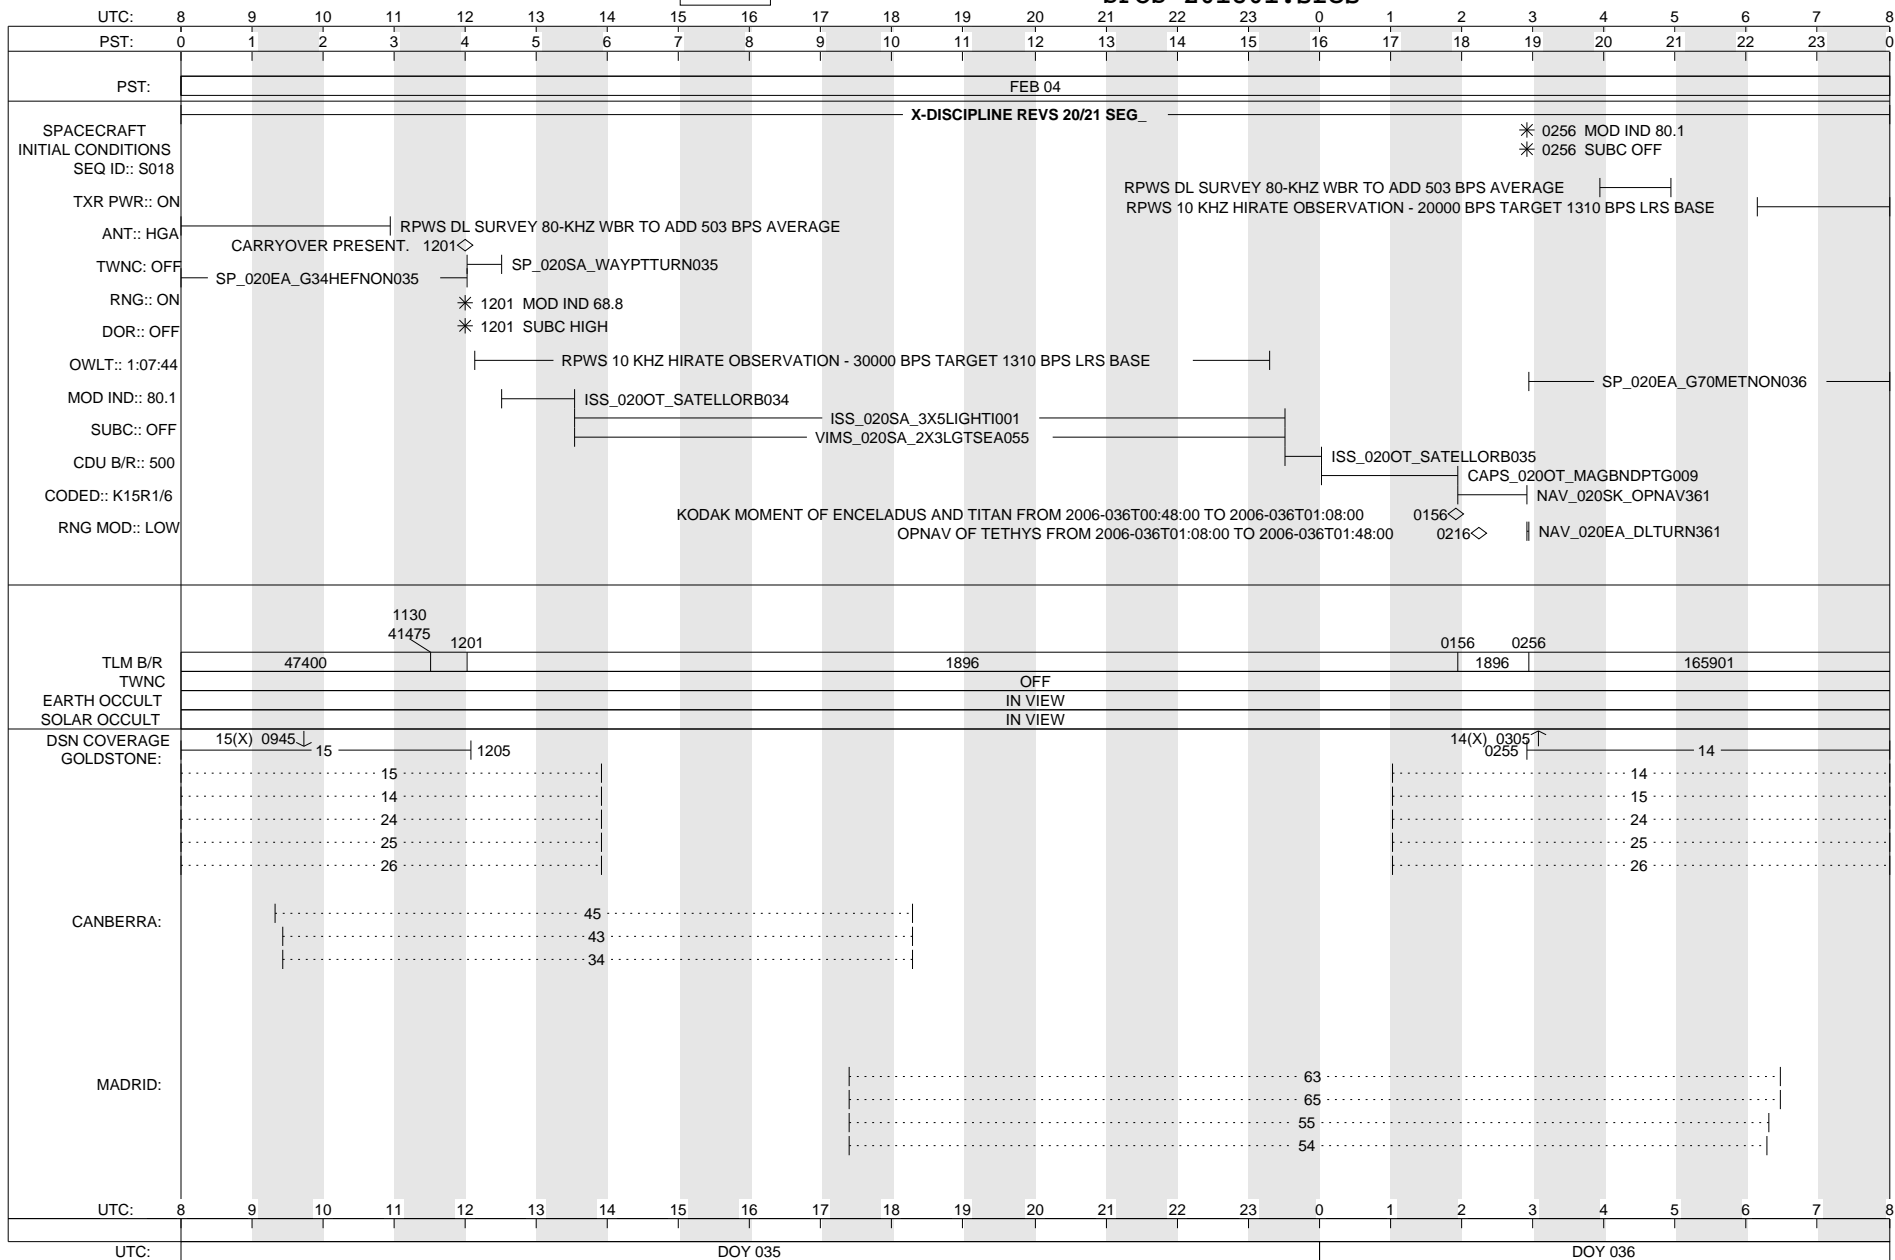 UTC: 8 9 10 11 12 13 14 15 16 17 18 19 20 21 22 23 0 1 2 3 4 5 6 7 8
PST: 0 1 2 3 4 5 6 7 8 9 10 11 12 13 14 15 16 17 18 19 20 21 22 23 0
PST: FEB 04
X-DISCIPLINE REVS 20/21 SEG_
SPACECRAFT
INITIAL CONDITIONS
SEQ ID:: S018
TXR PWR:: ON
ANT:: HGA
TWNC: OFF
RNG:: ON
DOR:: OFF
OWLT:: 1:07:44
MOD IND:: 80.1
SUBC:: OFF
CDU B/R:: 500
CODED:: K15R1/6
RNG MOD:: LOW
0256 MOD IND 80.1
0256 SUBC OFF
RPWS DL SURVEY 80-KHZ WBR TO ADD 503 BPS AVERAGE
RPWS 10 KHZ HIRATE OBSERVATION - 20000 BPS TARGET 1310 BPS LRS BASE
RPWS DL SURVEY 80-KHZ WBR TO ADD 503 BPS AVERAGE
CARRYOVER PRESENT. 1201
SP_020SA_WAYPTTURN035
SP_020EA_G34HEFNON035
1201 MOD IND 68.8
1201 SUBC HIGH
RPWS 10 KHZ HIRATE OBSERVATION - 30000 BPS TARGET 1310 BPS LRS BASE
SP_020EA_G70METNON036
ISS_020OT_SATELLORB034
ISS_020SA_3X5LIGHTI001
VIMS_020SA_2X3LGTSEA055
ISS_020OT_SATELLORB035
CAPS_020OT_MAGBNDPTG009
NAV_020SK_OPNAV361
KODAK MOMENT OF ENCELADUS AND TITAN FROM 2006-036T00:48:00 TO 2006-036T01:08:00 0156
OPNAV OF TETHYS FROM 2006-036T01:08:00 TO 2006-036T01:48:00 0216
NAV_020EA_DLTURN361
1130
41475 1201 0156 0256
TLM B/R 47400 1896 1896 165901
TWNC OFF
EARTH OCCULT IN VIEW
SOLAR OCCULT IN VIEW
DSN COVERAGE 15(X) 0945 14(X) 0305
GOLDSTONE: 15 1205 0255 14
15 14
14 15
24 24
25 25
26 26
CANBERRA: 45
43
34
MADRID: 63
65
55
54
UTC: 8 9 10 11 12 13 14 15 16 17 18 19 20 21 22 23 0 1 2 3 4 5 6 7 8
UTC: DOY 035 DOY 036